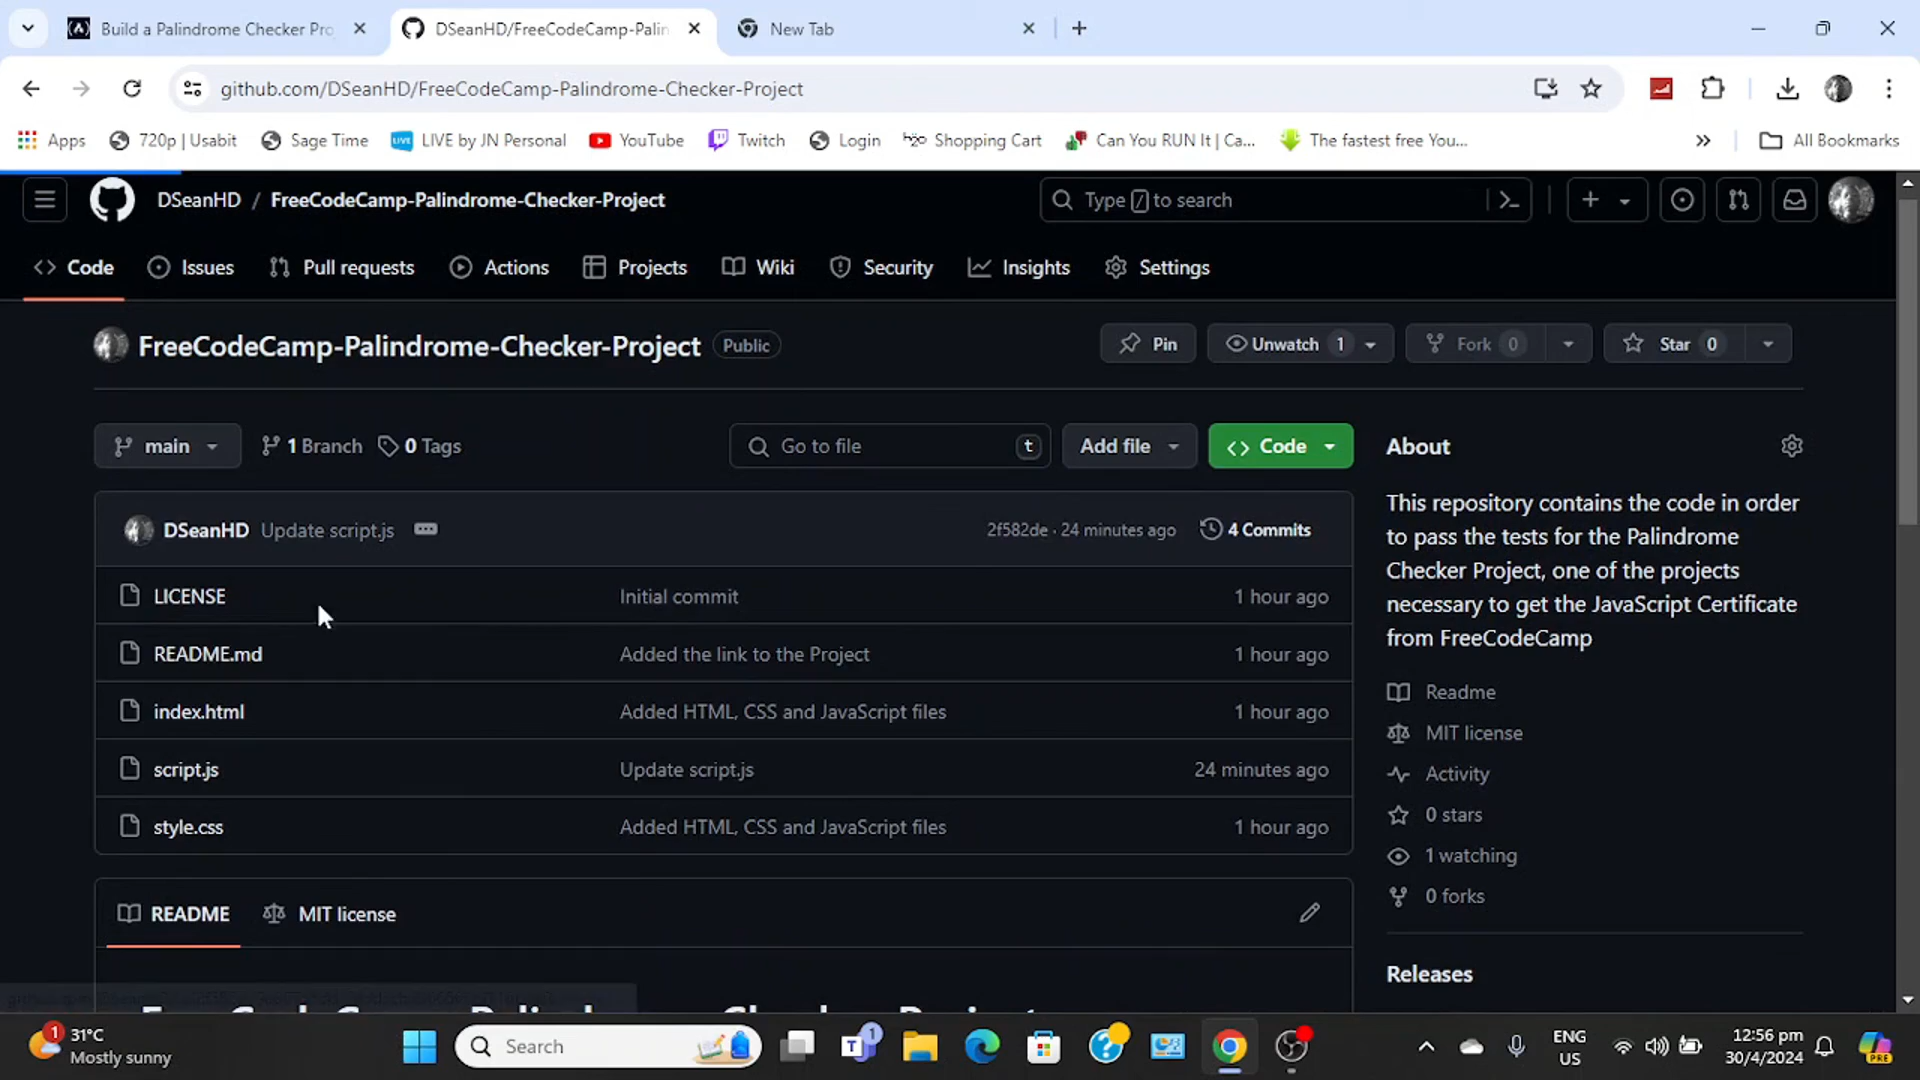 Build a Palindrome Checker Pro
DSeanHD/FreeCodeCamp-Palin
New Tab
github.com/DSeanHD/FreeCodeCamp-Palindrome-Checker-Project
Apps
720p | Usabit
Sage Time
LIVE by JN Personal
YouTube
Twitch
Login
Shopping Cart
Can You RUN It | Ca...
The fastest free You...
All Bookmarks
DSeanHD / FreeCodeCamp-Palindrome-Checker-Project
Type / to search
Code
Issues
Pull requests
Actions
Projects
Wiki
Security
Insights
Settings
FreeCodeCamp-Palindrome-Checker-Project
Public
Pin
Unwatch 1
Fork 0
Star 0
main
1 Branch
0 Tags
Go to file
t
Add file
Code
About
This repository contains the code in order
to pass the tests for the Palindrome
Checker Project, one of the projects
necessary to get the JavaScript Certificate
from FreeCodeCamp
DSeanHD Update script.js
2f582de · 24 minutes ago
4 Commits
LICENSE
Initial commit
1 hour ago
README.md
Added the link to the Project
1 hour ago
index.html
Added HTML, CSS and JavaScript files
1 hour ago
script.js
Update script.js
24 minutes ago
style.css
Added HTML, CSS and JavaScript files
1 hour ago
Readme
MIT license
Activity
0 stars
1 watching
0 forks
README
MIT license
Releases
31°C
Mostly sunny
Search
ENG
US
12:56 pm
30/4/2024